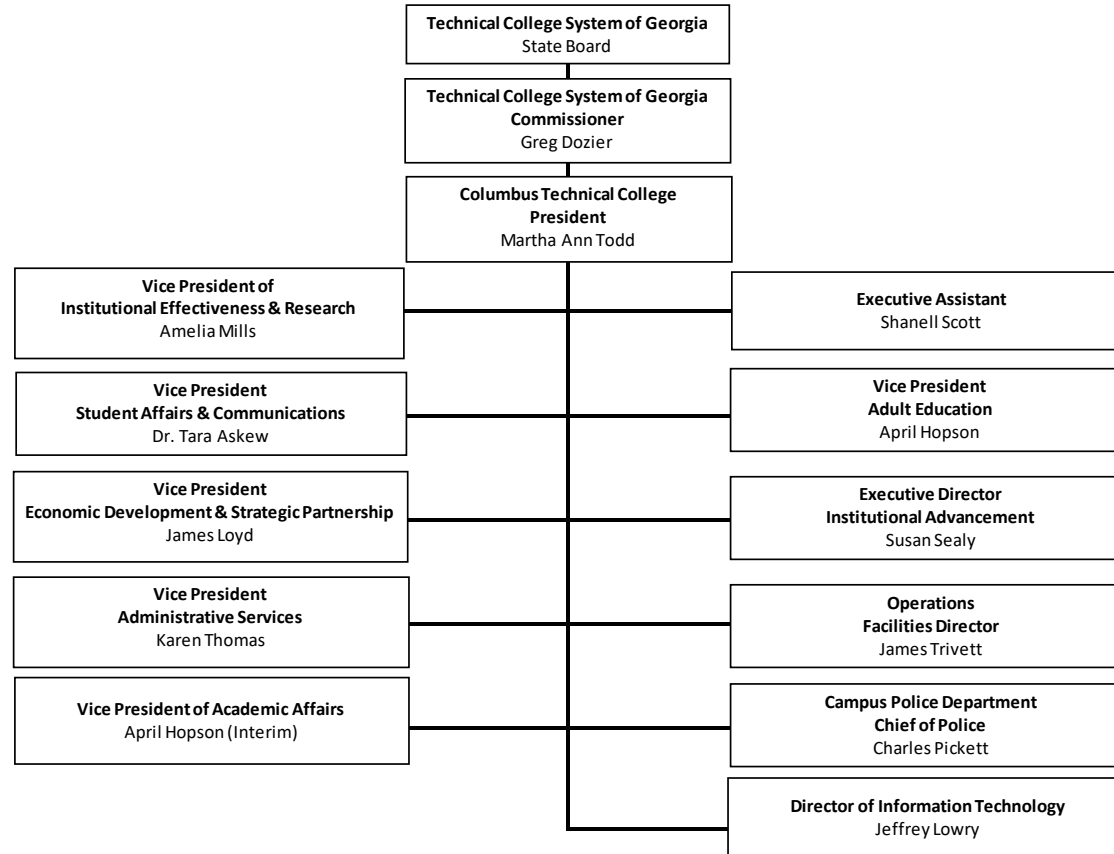 Technical College System of Georgia
State Board
Technical College System of Georgia
Commissioner
Greg Dozier
Columbus Technical College
President
Martha Ann Todd
Vice President of
Institutional Effectiveness & Research
Amelia Mills
Executive Assistant
Shanell Scott
Vice President
Student Affairs & Communications
Dr. Tara Askew
Vice President
Adult Education
April Hopson
Vice President
Economic Development & Strategic Partnership
James Loyd
Executive Director
Institutional Advancement
Susan Sealy
Vice President
Administrative Services
Karen Thomas
Operations
Facilities Director
James Trivett
Vice President of Academic Affairs
April Hopson (Interim)
Campus Police Department
Chief of Police
Charles Pickett
Director of Information Technology
Jeffrey Lowry